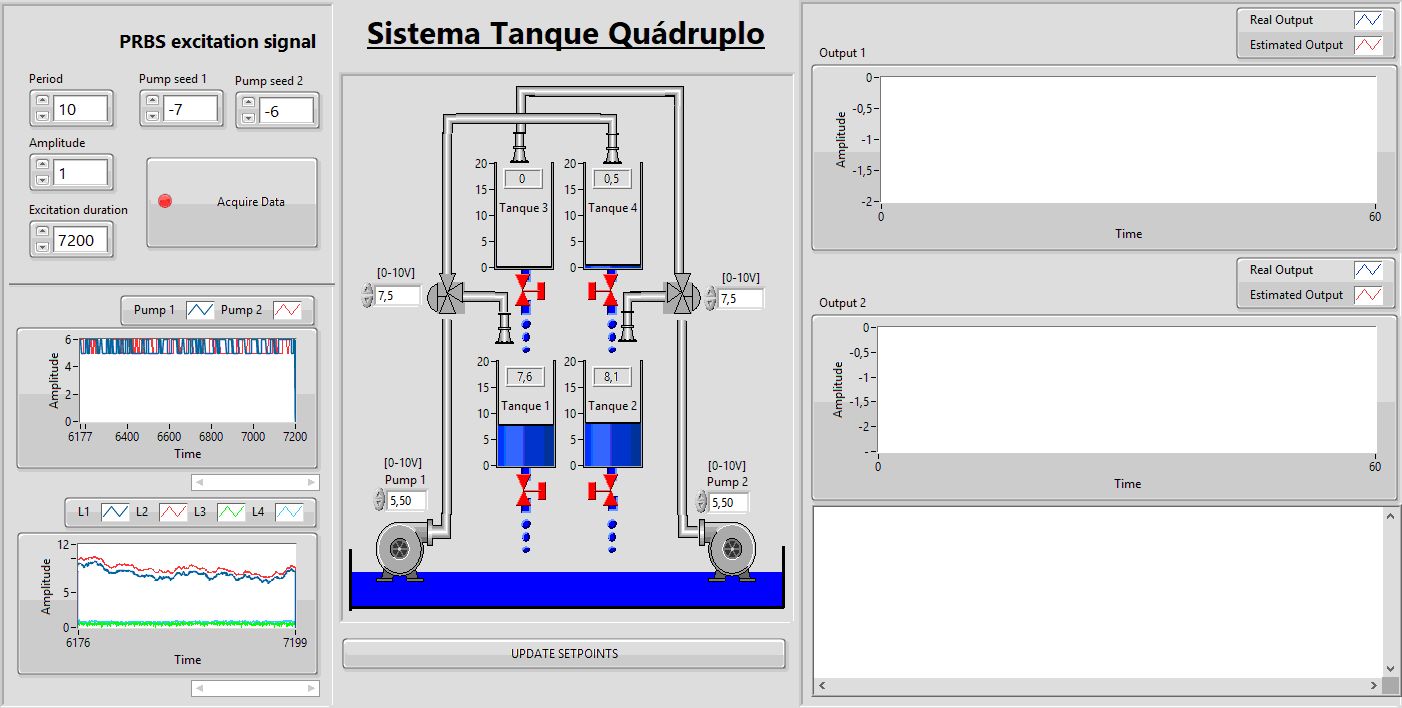 PRBS excitation signal
Period
Pump seed 1
Pump seed 2
10
-7
-6
Amplitude
1
Acquire Data
Excitation duration
7200
Pump 1
Pump 2
Amplitude
6
4
2
0
6177
6400
6600
6800
7000
7200
Time
L1
L2
L3
L4
Amplitude
12
5
0
6176
7199
Time
Sistema Tanque Quádruplo
20
15
10
5
0
0
Tanque 3
20
15
10
5
0
0,5
Tanque 4
[0-10V]
7,5
[0-10V]
7,5
20
15
10
5
0
7,6
Tanque 1
20
15
10
5
0
8,1
Tanque 2
[0-10V]
Pump 1
5,50
[0-10V]
Pump 2
5,50
UPDATE SETPOINTS
Real Output
Estimated Output
Output 1
Amplitude
0
-0,5
-1
-1,5
-2
0
60
Time
Real Output
Estimated Output
Output 2
Amplitude
0
-0,5
-1
-1,5
-2
-
0
60
Time